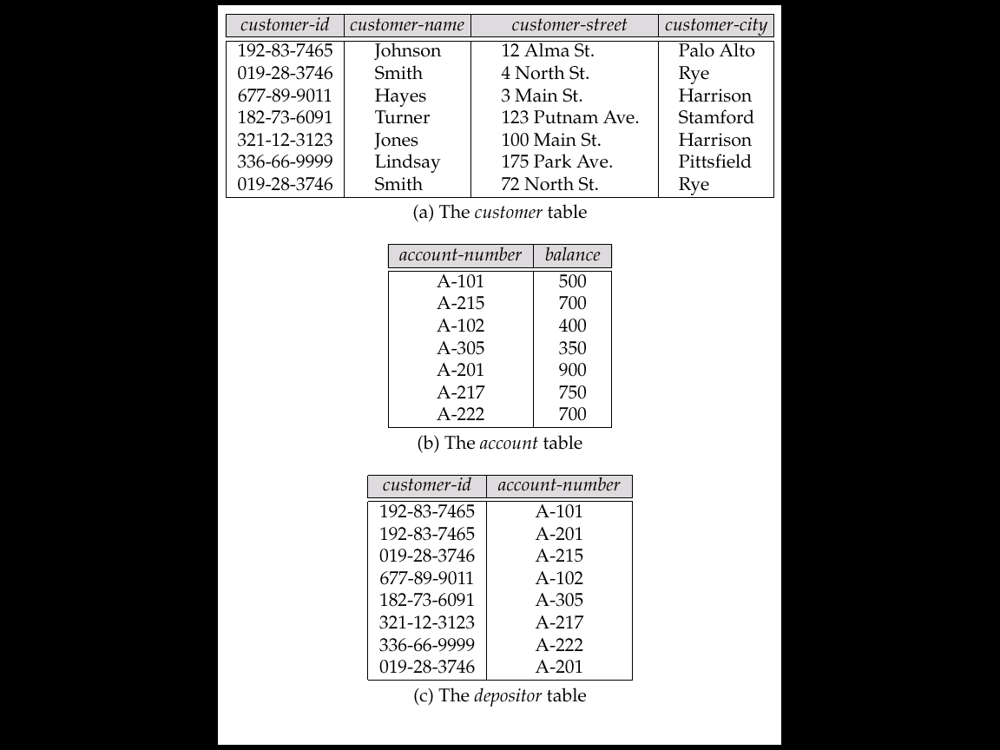 customer-id customer-name customer-street customer-city
192-83-7465 Johnson 12 Alma St. Palo Alto
019-28-3746 Smith 4 North St. Rye
677-89-9011 Hayes 3 Main St. Harrison
182-73-6091 Turner 123 Putnam Ave. Stamford
321-12-3123 Jones 100 Main St. Harrison
336-66-9999 Lindsay 175 Park Ave. Pittsfield
019-28-3746 Smith 72 North St. Rye
(a) The customer table
account-number balance
A-101 500
A-215 700
A-102 400
A-305 350
A-201 900
A-217 750
A-222 700
(b) The account table
customer-id account-number
192-83-7465 A-101
192-83-7465 A-201
019-28-3746 A-215
677-89-9011 A-102
182-73-6091 A-305
321-12-3123 A-217
336-66-9999 A-222
019-28-3746 A-201
(c) The depositor table